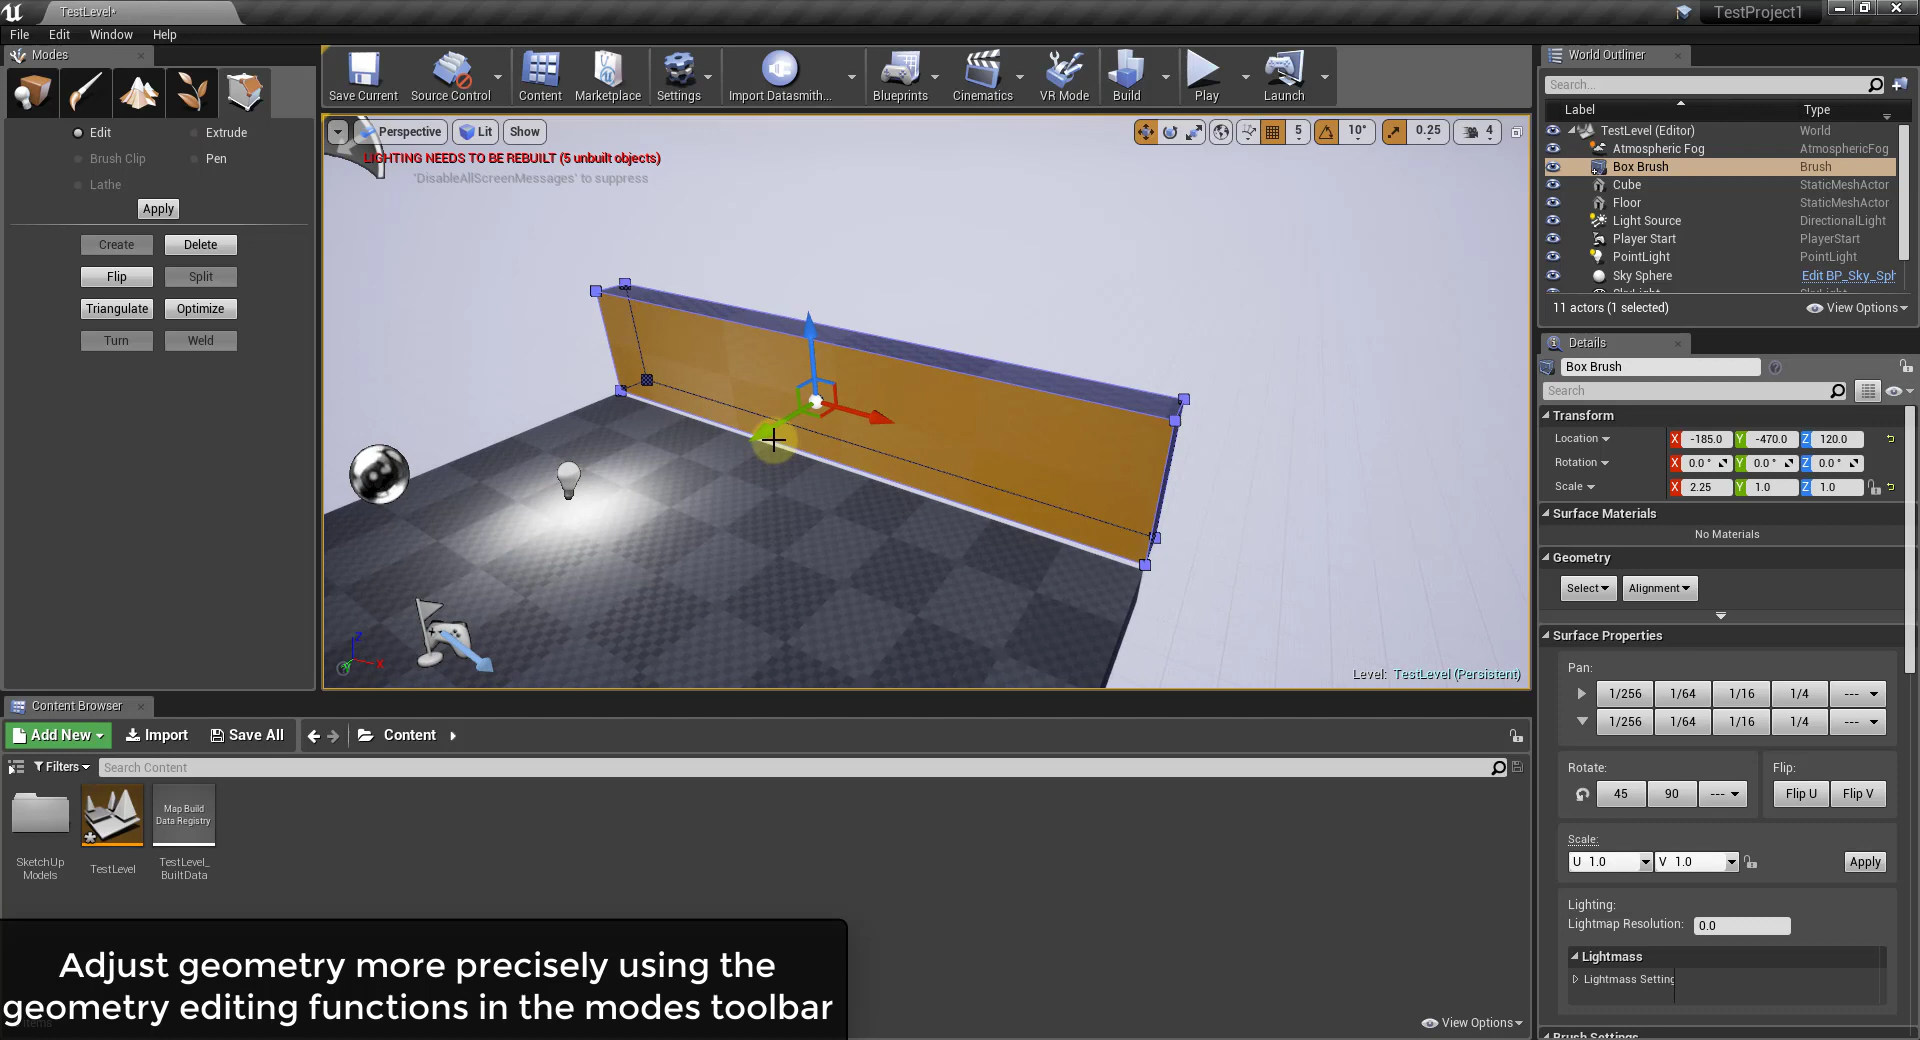 TestLevel*
TestProject1
File Edit Window Help
Modes
Edit Extrude
Brush Clip Pen
Lathe
Apply
Create Delete
Flip Split
Triangulate Optimize
Turn Weld
Save Current Source Control Content Marketplace Settings Import Datasmith... Blueprints Cinematics VR Mode Build Play Launch
Perspective Lit Show
5 10° 0.25 4
LIGHTING NEEDS TO BE REBUILT (5 unbuilt objects)
'DisableAllScreenMessages' to suppress
Z X
Level: TestLevel (Persistent)
World Outliner
Search...
Label Type
TestLevel (Editor) World
Atmospheric Fog AtmosphericFog
Box Brush Brush
Cube StaticMeshActor
Floor StaticMeshActor
Light Source DirectionalLight
Player Start PlayerStart
PointLight PointLight
Sky Sphere Edit BP_Sky_Sph
11 actors (1 selected) View Options
Details
Box Brush
Search
Transform
Location X -185.0 Y -470.0 Z 120.0
Rotation X 0.0 ° Y 0.0 ° Z 0.0 °
Scale X 2.25 Y 1.0 Z 1.0
Surface Materials
No Materials
Geometry
Select Alignment
Surface Properties
Pan:
1/256 1/64 1/16 1/4 ---
1/256 1/64 1/16 1/4 ---
Rotate: Flip:
45 90 --- Flip U Flip V
Scale:
U 1.0 V 1.0 Apply
Lighting:
Lightmap Resolution: 0.0
Lightmass
Lightmass Setting
Brush Settings
Content Browser
Add New Import Save All Content
Filters Search Content
Map Build
Data Registry
SketchUp
Models
TestLevel
TestLevel_
BuiltData
Adjust geometry more precisely using the
geometry editing functions in the modes toolbar
View Options